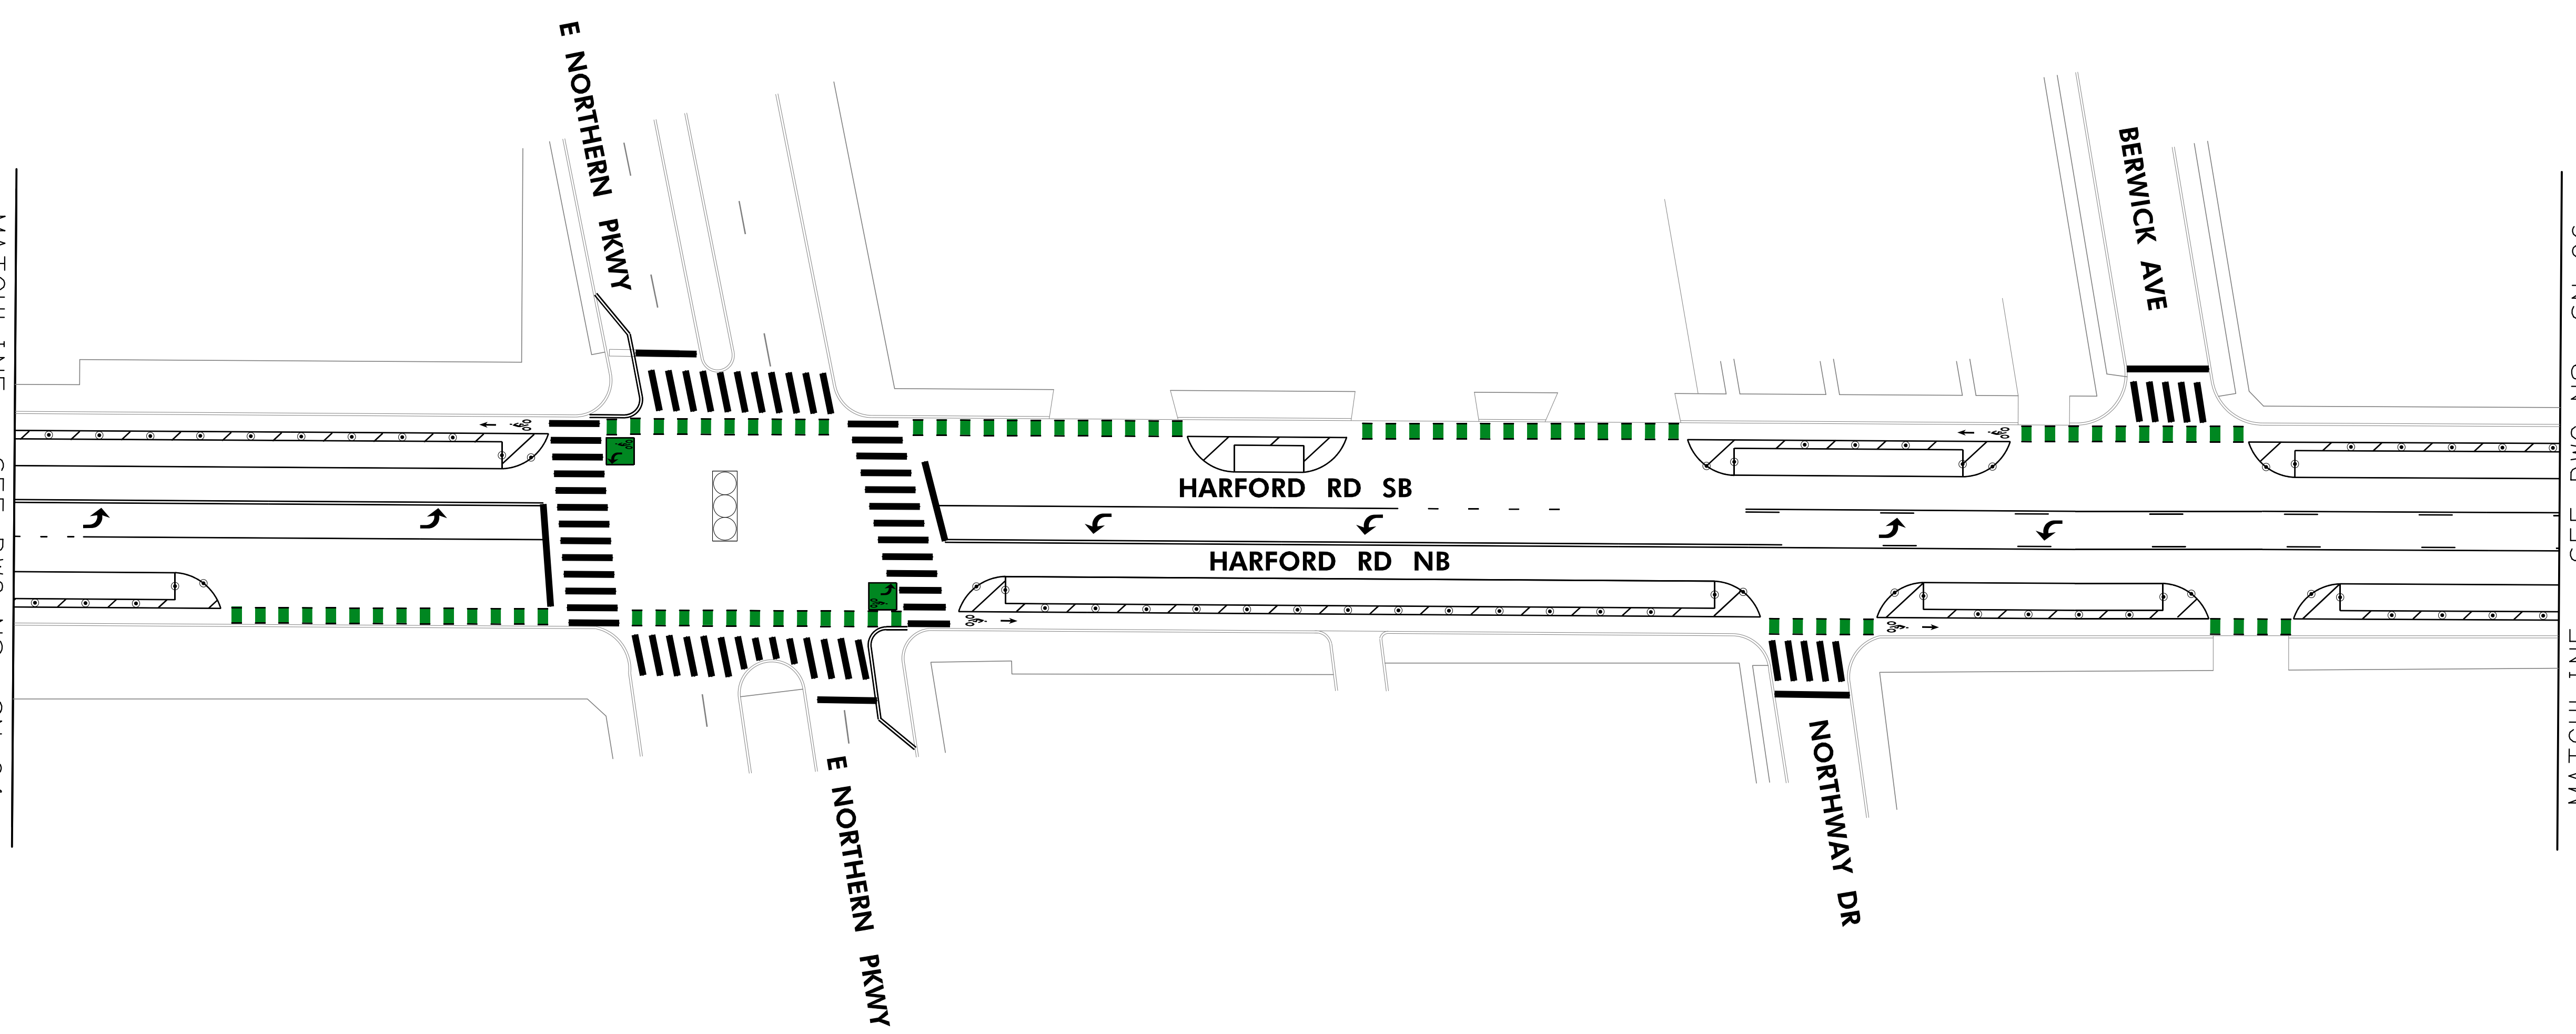 E NORTHERN PKWY
BERWICK AVE
HARFORD RD SB
HARFORD RD NB
NORTHWAY DR
E NORTHERN PKWY